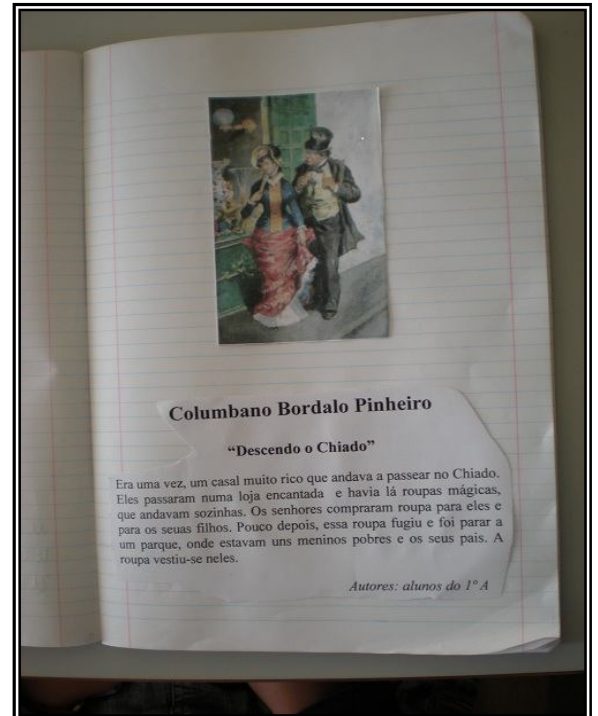 Columbano Bordalo Pinheiro
“Descendo o Chiado”
Era uma vez, um casal muito rico que andava a passear no Chiado.
Eles passaram numa loja encantada e havia lá roupas mágicas,
que andavam sozinhas. Os senhores compraram roupa para eles e
para os seuas filhos. Pouco depois, essa roupa fugiu e foi parar a
um parque, onde estavam uns meninos pobres e os seus pais. A
roupa vestiu-se neles.
Autores: alunos do 1º A